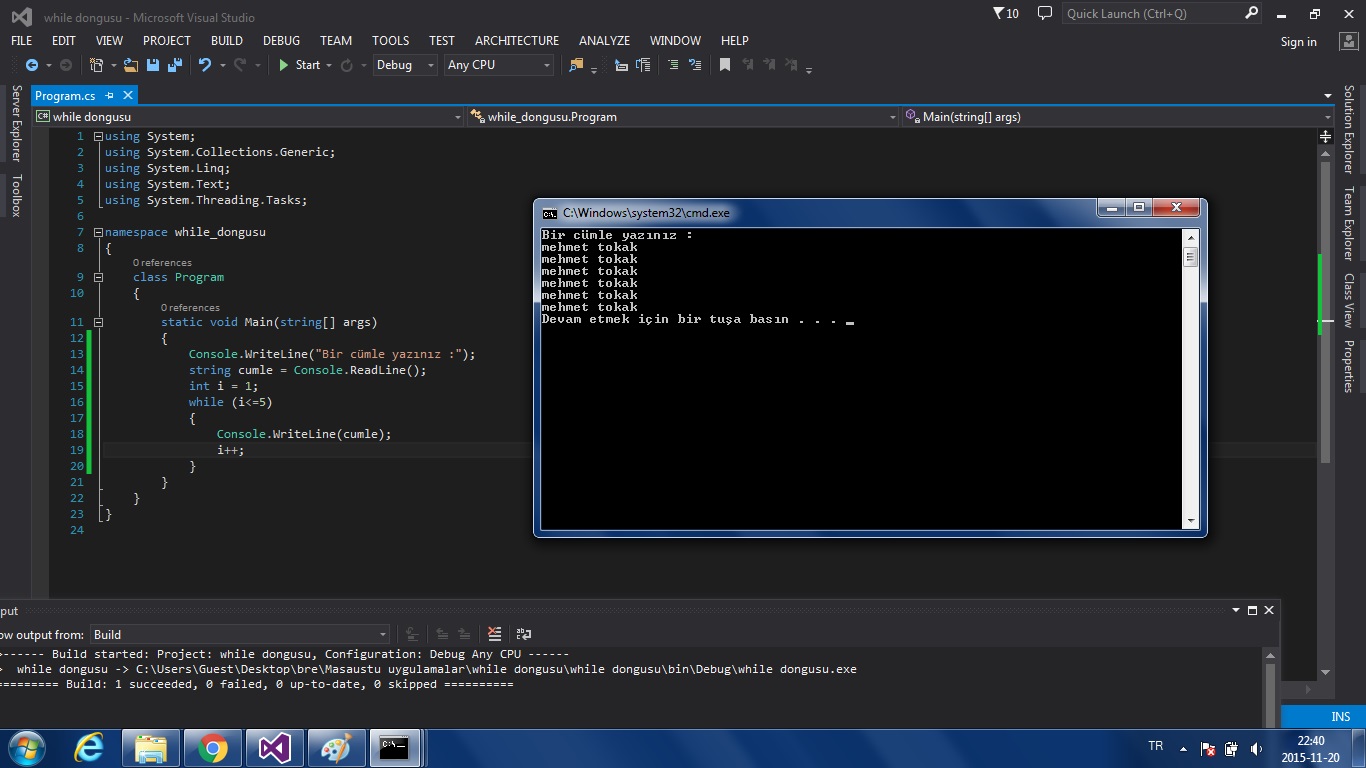 while dongusu - Microsoft Visual Studio
10
Quick Launch (Ctrl+Q)
FILE EDIT VIEW PROJECT BUILD DEBUG TEAM TOOLS TEST ARCHITECTURE ANALYZE WINDOW HELP
Sign in
Start Debug Any CPU
Server Explorer
Toolbox
Program.cs
while dongusu while_dongusu.Program Main(string[] args)
1 using System;
2 using System.Collections.Generic;
3 using System.Linq;
4 using System.Text;
5 using System.Threading.Tasks;
6
7 namespace while_dongusu
8 {
0 references
9 class Program
10 {
0 references
11 static void Main(string[] args)
12 {
13 Console.WriteLine("Bir cümle yazınız :");
14 string cumle = Console.ReadLine();
15 int i = 1;
16 while (i<=5)
17 {
18 Console.WriteLine(cumle);
19 i++;
20 }
21 }
22 }
23 }
24
C:\Windows\system32\cmd.exe
Bir cümle yazınız :
mehmet tokak
mehmet tokak
mehmet tokak
mehmet tokak
mehmet tokak
mehmet tokak
Devam etmek için bir tuşa basın . . . _
Solution Explorer
Team Explorer
Class View
Properties
put
ow output from: Build
>------ Build started: Project: while dongusu, Configuration: Debug Any CPU ------
> while dongusu -> C:\Users\Guest\Desktop\bre\Masaustu uygulamalar\while dongusu\while dongusu\bin\Debug\while dongusu.exe
========= Build: 1 succeeded, 0 failed, 0 up-to-date, 0 skipped ==========
INS
TR
22:40
2015-11-20